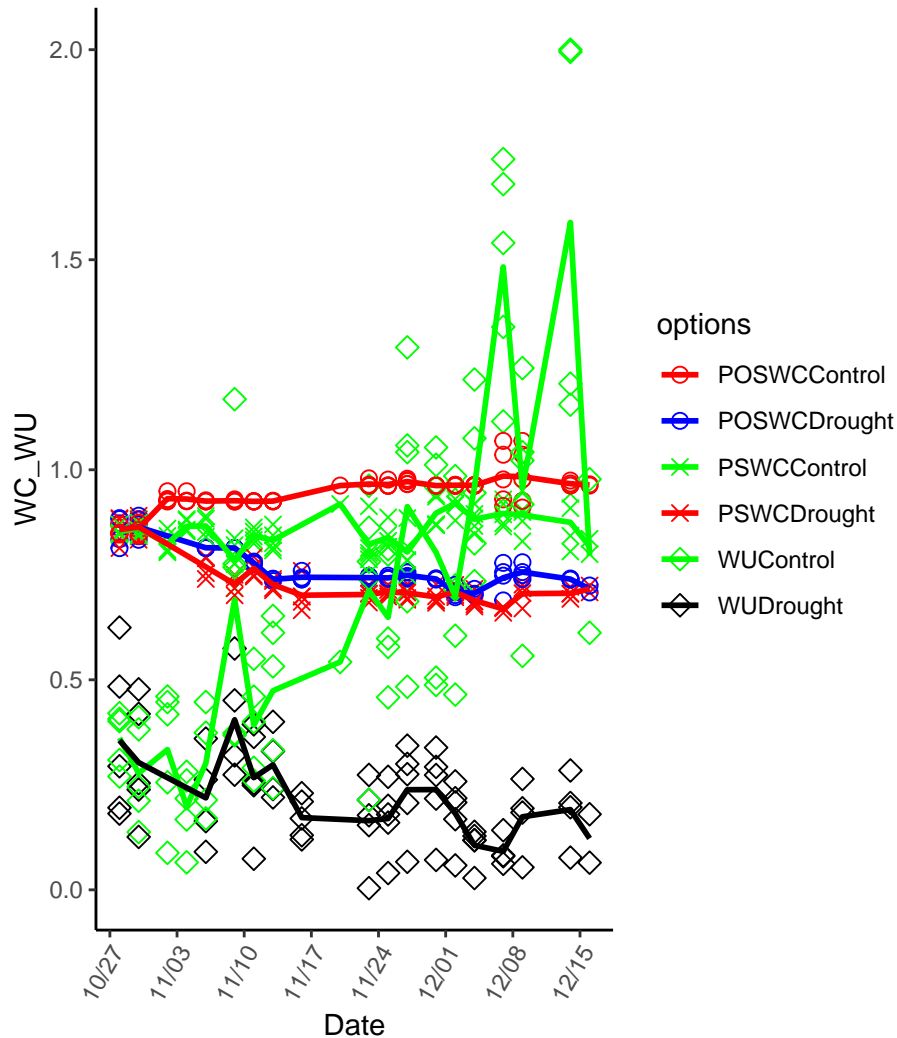 2.0
1.5
1.0
0.5
0.0
WC_WU
10/27
11/03
11/10
11/17
11/24
12/01
12/08
12/15
Date
options
POSWCControl
POSWCDrought
PSWCControl
PSWCDrought
WUControl
WUDrought